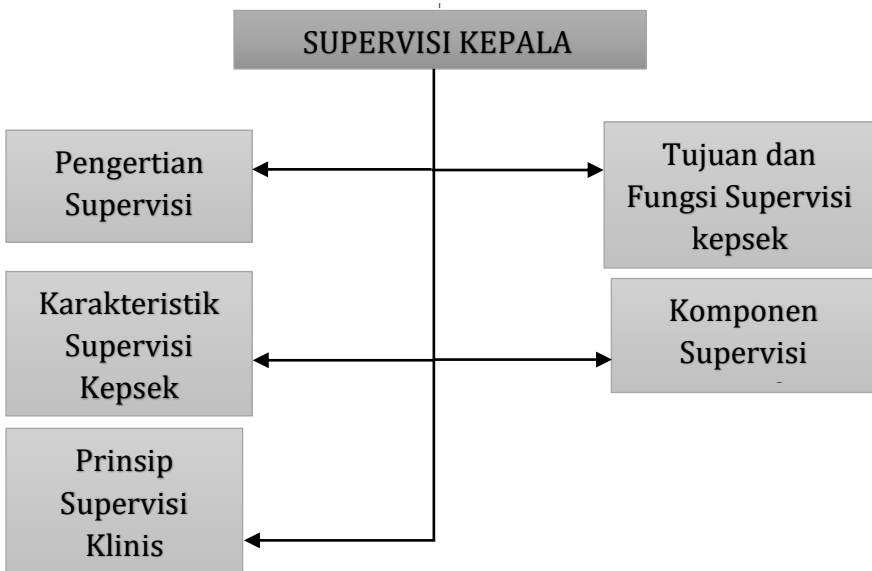 SUPERVISI KEPALA
Pengertian
Supervisi
Tujuan dan
Fungsi Supervisi
kepsek
Karakteristik
Supervisi
Kepsek
Komponen
Supervisi
Prinsip
Supervisi
Klinis